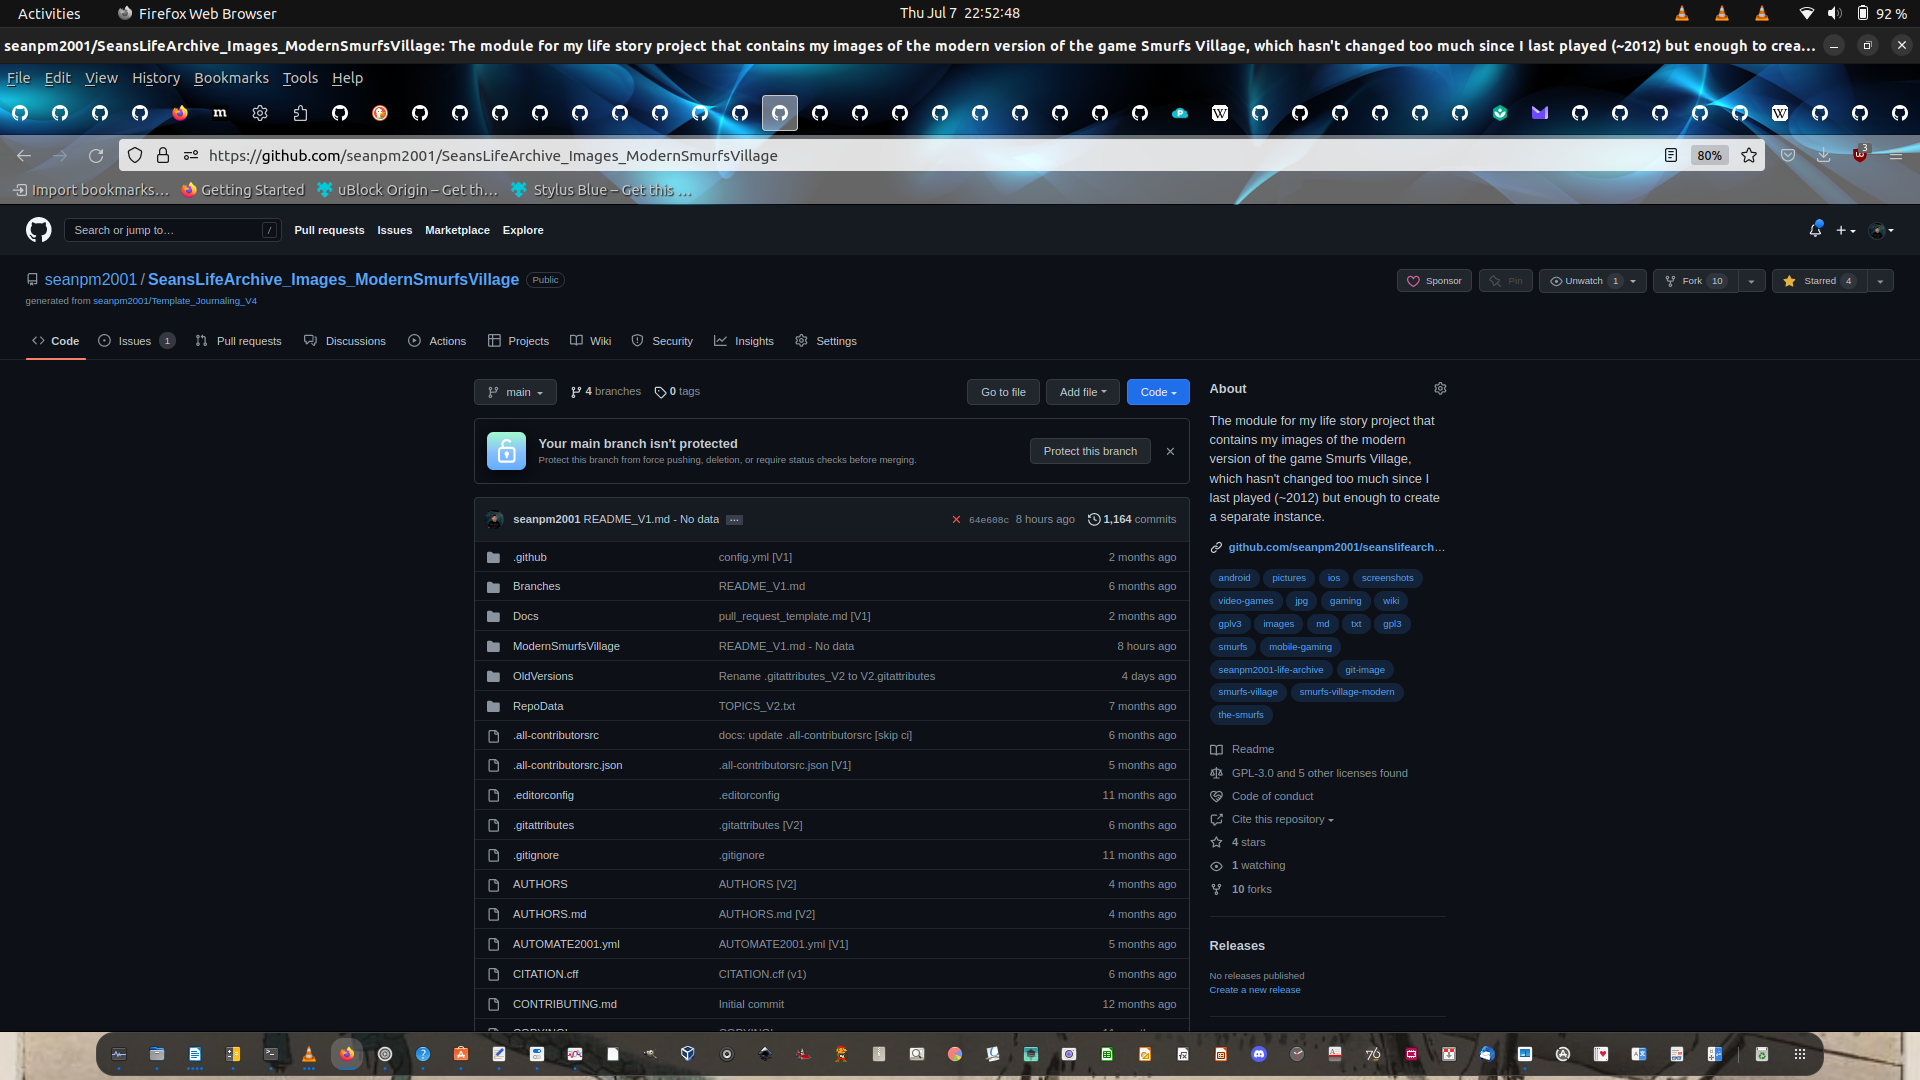 Activities
Firefox Web Browser
Thu Jul 7 22:52:48
92 %
seanpm2001/SeansLifeArchive_Images_ModernSmurfsVillage: The module for my life story project that contains my images of the modern version of the game Smurfs Village, which hasn't changed too much since I last played (~2012) but enough to crea…
File Edit View History Bookmarks Tools Help
https://github.com/seanpm2001/SeansLifeArchive_Images_ModernSmurfsVillage
80%
3
Import bookmarks… Getting Started uBlock Origin – Get th… Stylus Blue – Get this …
Search or jump to… /
Pull requests Issues Marketplace Explore
seanpm2001 / SeansLifeArchive_Images_ModernSmurfsVillage Public
generated from seanpm2001/Template_Journaling_V4
Sponsor
Pin
Unwatch 1
Fork 10
Starred 4
Code Issues 1 Pull requests Discussions Actions Projects Wiki Security Insights Settings
main 4 branches 0 tags
Go to file Add file Code
Your main branch isn't protected
Protect this branch from force pushing, deletion, or require status checks before merging.
Protect this branch
seanpm2001 README_V1.md - No data … 64e608c 8 hours ago 1,164 commits
.github config.yml [V1] 2 months ago
Branches README_V1.md 6 months ago
Docs pull_request_template.md [V1] 2 months ago
ModernSmurfsVillage README_V1.md - No data 8 hours ago
OldVersions Rename .gitattributes_V2 to V2.gitattributes 4 days ago
RepoData TOPICS_V2.txt 7 months ago
.all-contributorsrc docs: update .all-contributorsrc [skip ci] 6 months ago
.all-contributorsrc.json .all-contributorsrc.json [V1] 5 months ago
.editorconfig .editorconfig 11 months ago
.gitattributes .gitattributes [V2] 6 months ago
.gitignore .gitignore 11 months ago
AUTHORS AUTHORS [V2] 4 months ago
AUTHORS.md AUTHORS.md [V2] 4 months ago
AUTOMATE2001.yml AUTOMATE2001.yml [V1] 5 months ago
CITATION.cff CITATION.cff (v1) 6 months ago
CONTRIBUTING.md Initial commit 12 months ago
About
The module for my life story project that
contains my images of the modern
version of the game Smurfs Village,
which hasn't changed too much since I
last played (~2012) but enough to create
a separate instance.
github.com/seanpm2001/seanslifearch…
android pictures ios screenshots
video-games jpg gaming wiki
gplv3 images md txt gpl3
smurfs mobile-gaming
seanpm2001-life-archive git-image
smurfs-village smurfs-village-modern
the-smurfs
Readme
GPL-3.0 and 5 other licenses found
Code of conduct
Cite this repository
4 stars
1 watching
10 forks
Releases
No releases published
Create a new release